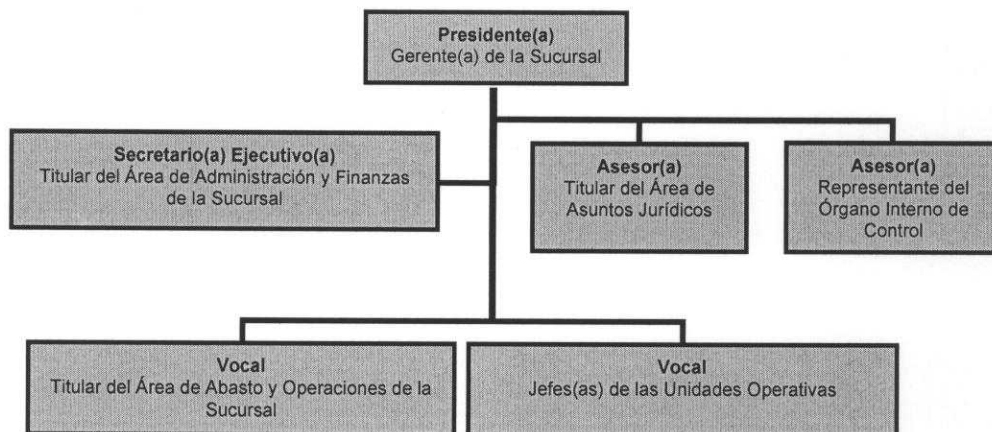 Presidente(a)
Gerente(a) de la Sucursal
Secretario(a) Ejecutivo(a)
Titular del Área de Administración y Finanzas
de la Sucursal
Asesor(a)
Titular del Área de
Asuntos Jurídicos
Asesor(a)
Representante del
Órgano Interno de
Control
Vocal
Titular del Área de Abasto y Operaciones de la
Sucursal
Vocal
Jefes(as) de las Unidades Operativas